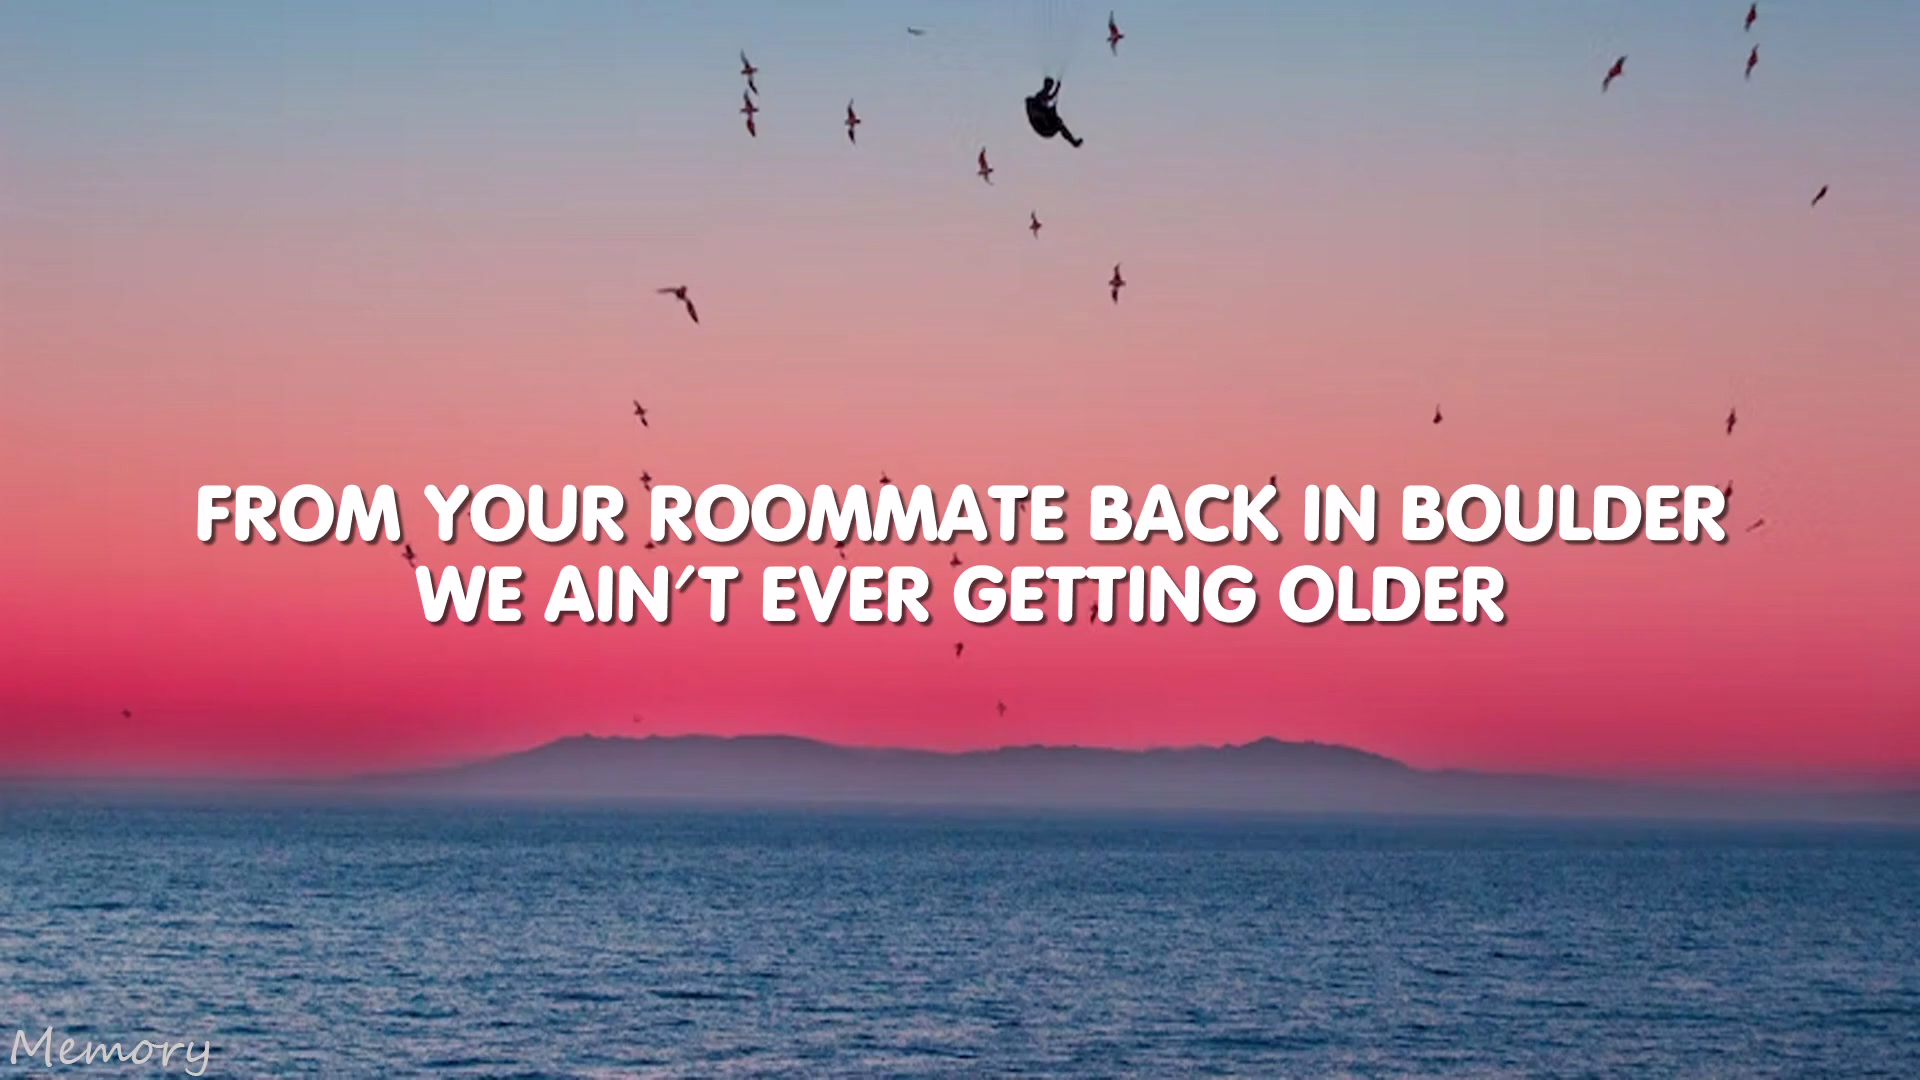 FROM YOUR ROOMMATE BACK IN BOULDER
WE AIN'T EVER GETTING OLDER
Memory